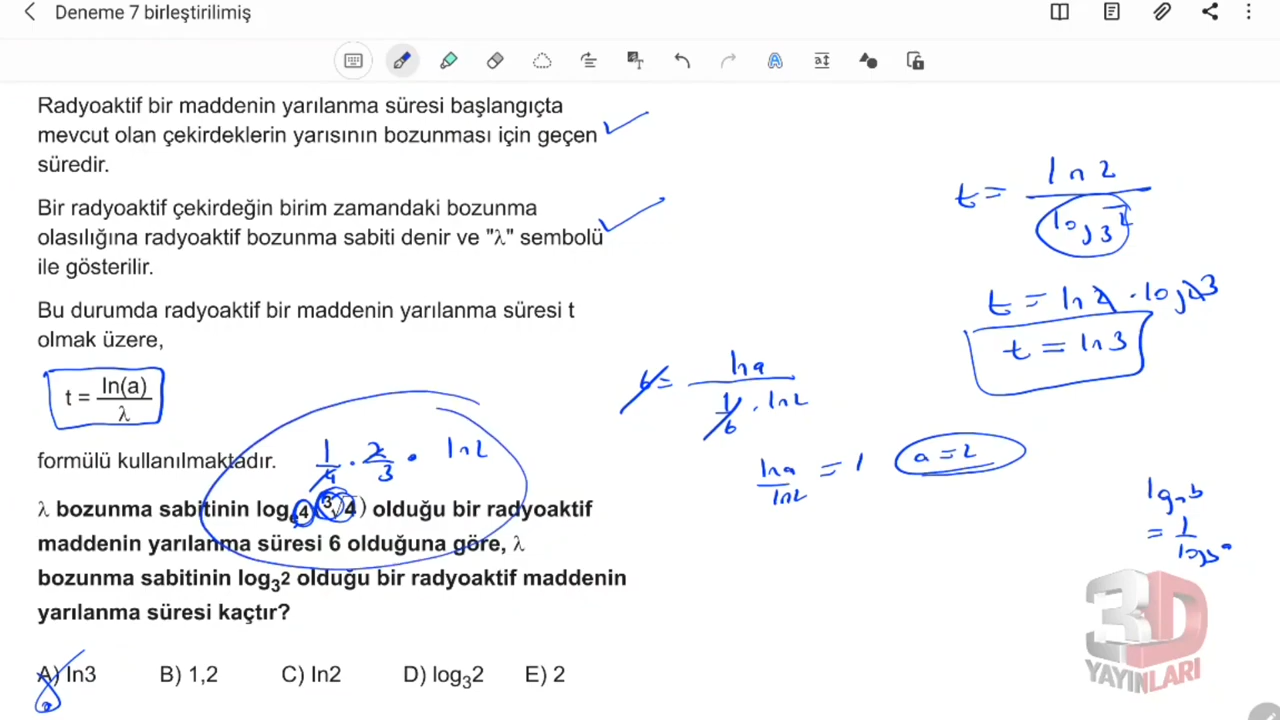 Deneme 7 birleştirilmiş
Radyoaktif bir maddenin yarılanma süresi başlangıçta
mevcut olan çekirdeklerin yarısının bozunması için geçen
süredir.
Bir radyoaktif çekirdeğin birim zamandaki bozunma
olasılığına radyoaktif bozunma sabiti denir ve "λ" sembolü
ile gösterilir.
Bu durumda radyoaktif bir maddenin yarılanma süresi t
olmak üzere,
t = ln(a) / λ
formülü kullanılmaktadır.
1/4 · 2/3 · ln2
λ bozunma sabitinin log 4 (∛4) olduğu bir radyoaktif
maddenin yarılanma süresi 6 olduğuna göre, λ
bozunma sabitinin log₃2 olduğu bir radyoaktif maddenin
yarılanma süresi kaçtır?
A) ln3 B) 1,2 C) ln2 D) log₃2 E) 2
6 = lna / (1/6 · ln2)
lna / ln2 = 1
a = 2
t = ln2 / log₃2
t = ln2 · log₂3
t = ln3
3D
YAYINLARI